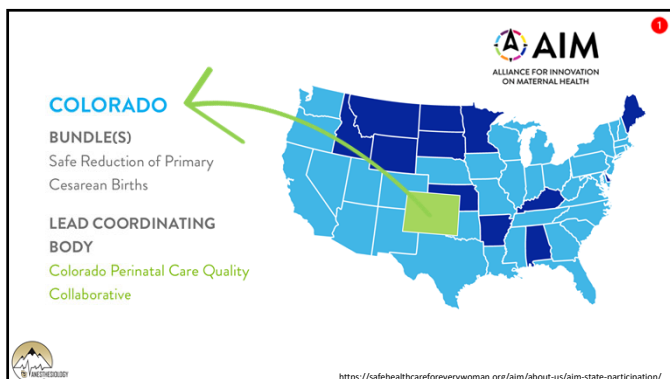 1
AIM
ALLIANCE FOR INNOVATION
ON MATERNAL HEALTH
COLORADO
BUNDLE(S)
Safe Reduction of Primary
Cesarean Births
LEAD COORDINATING
BODY
Colorado Perinatal Care Quality
Collaborative
ANESTHESIOLOGY
https://safehealthcareforeverywoman.org/aim/about-us/aim-state-participation/